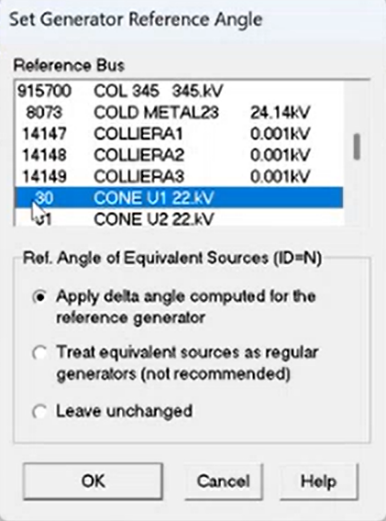 Set Generator Reference Angle
Reference Bus
915700 COL 345 345.kV
8073 COLD METAL23 24.14kV
14147 COLLIERA1 0.001kV
14148 COLLIERA2 0.001kV
14149 COLLIERA3 0.001kV
30 CONE U1 22.kV
CONE U2 22.kV
Ref. Angle of Equivalent Sources (ID=N)
Apply delta angle computed for the
reference generator
Treat equivalent sources as regular
generators (not recommended)
Leave unchanged
OK Cancel Help